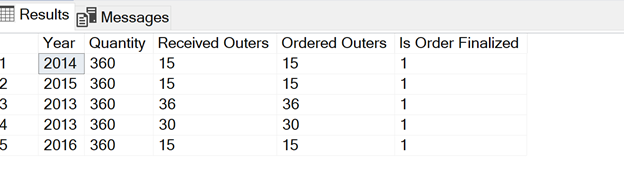 Results Messages
Year Quantity Received Outers Ordered Outers Is Order Finalized
1 2014 360 15 15 1
2 2015 360 15 15 1
3 2013 360 36 36 1
4 2013 360 30 30 1
5 2016 360 15 15 1